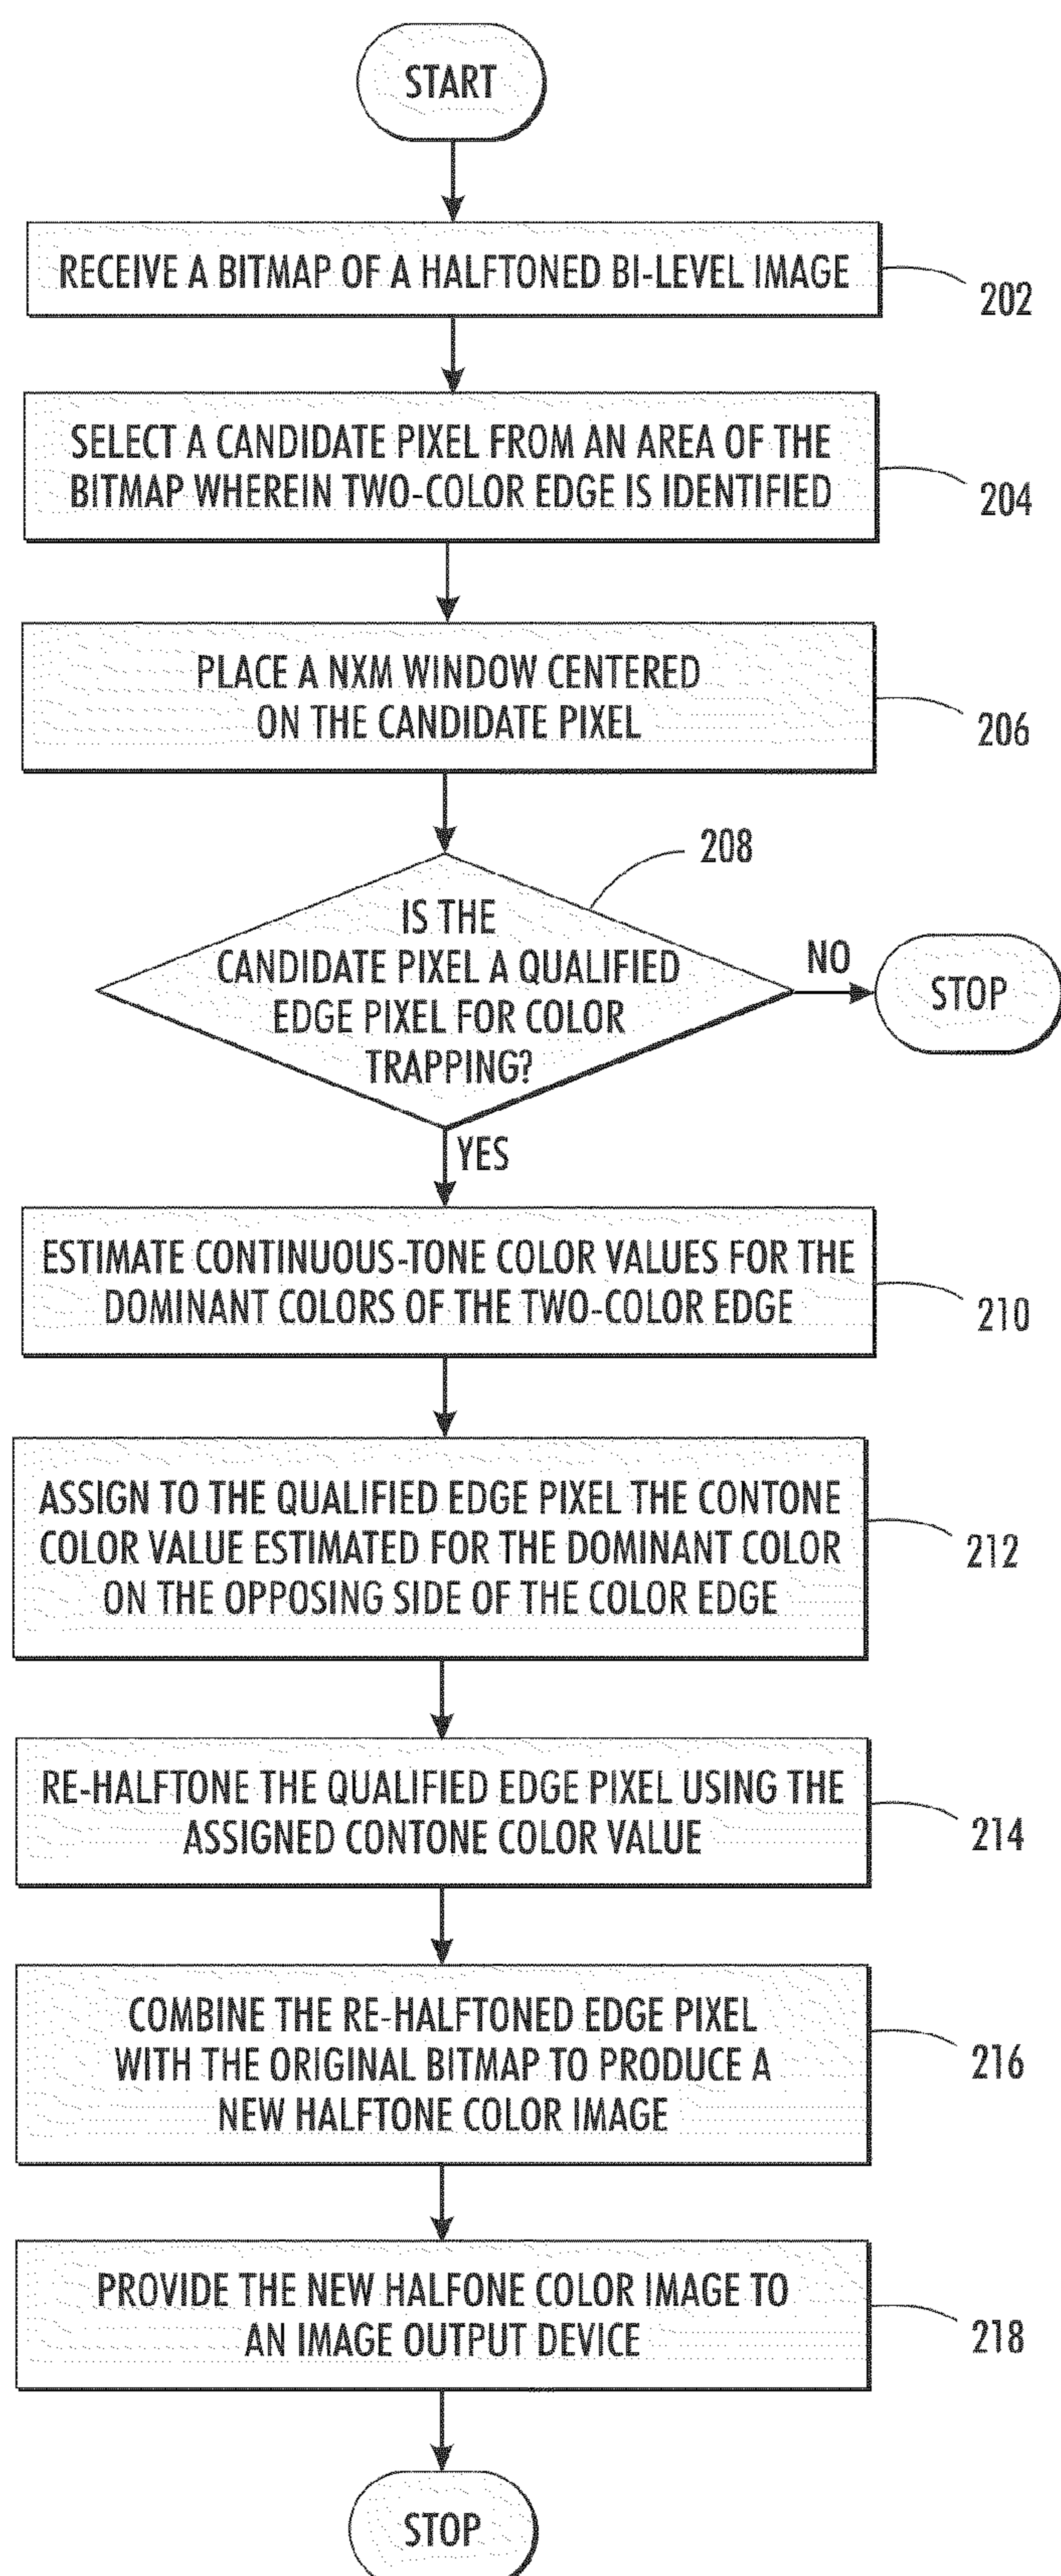 START
RECEIVE A BITMAP OF A HALFTONED BI-LEVEL IMAGE
202
SELECT A CANDIDATE PIXEL FROM AN AREA OF THE
BITMAP WHEREIN TWO-COLOR EDGE IS IDENTIFIED
204
PLACE A NXM WINDOW CENTERED
ON THE CANDIDATE PIXEL
206
208
IS THE
CANDIDATE PIXEL A QUALIFIED
EDGE PIXEL FOR COLOR
TRAPPING?
NO
STOP
YES
ESTIMATE CONTINUOUS-TONE COLOR VALUES FOR THE
DOMINANT COLORS OF THE TWO-COLOR EDGE
210
ASSIGN TO THE QUALIFIED EDGE PIXEL THE CONTONE
COLOR VALUE ESTIMATED FOR THE DOMINANT COLOR
ON THE OPPOSING SIDE OF THE COLOR EDGE
212
RE-HALFTONE THE QUALIFIED EDGE PIXEL USING THE
ASSIGNED CONTONE COLOR VALUE
214
COMBINE THE RE-HALFTONED EDGE PIXEL
WITH THE ORIGINAL BITMAP TO PRODUCE A
NEW HALFTONE COLOR IMAGE
216
PROVIDE THE NEW HALFONE COLOR IMAGE TO
AN IMAGE OUTPUT DEVICE
218
STOP